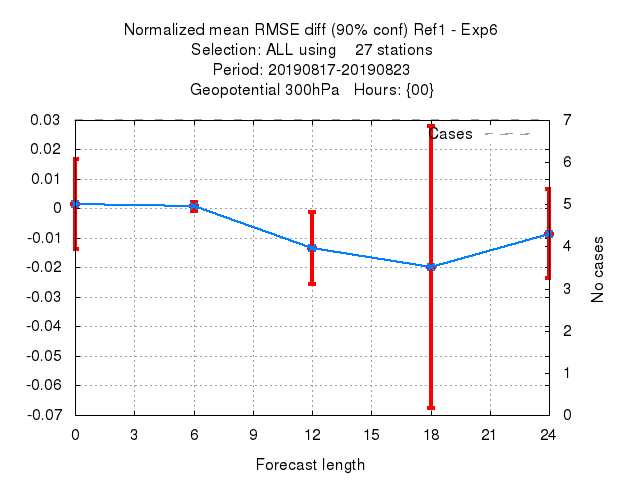 Normalized mean RMSE diff (90% conf) Ref1 - Exp6
Selection: ALL using    27 stations
Period: 20190817-20190823
Geopotential 300hPa   Hours: {00}
0.03
0.02
0.01
0
-0.01
-0.02
-0.03
-0.04
-0.05
-0.06
-0.07
Cases
7
6
5
4
3
2
1
0
No cases
0 3 6 9 12 15 18 21 24
Forecast length